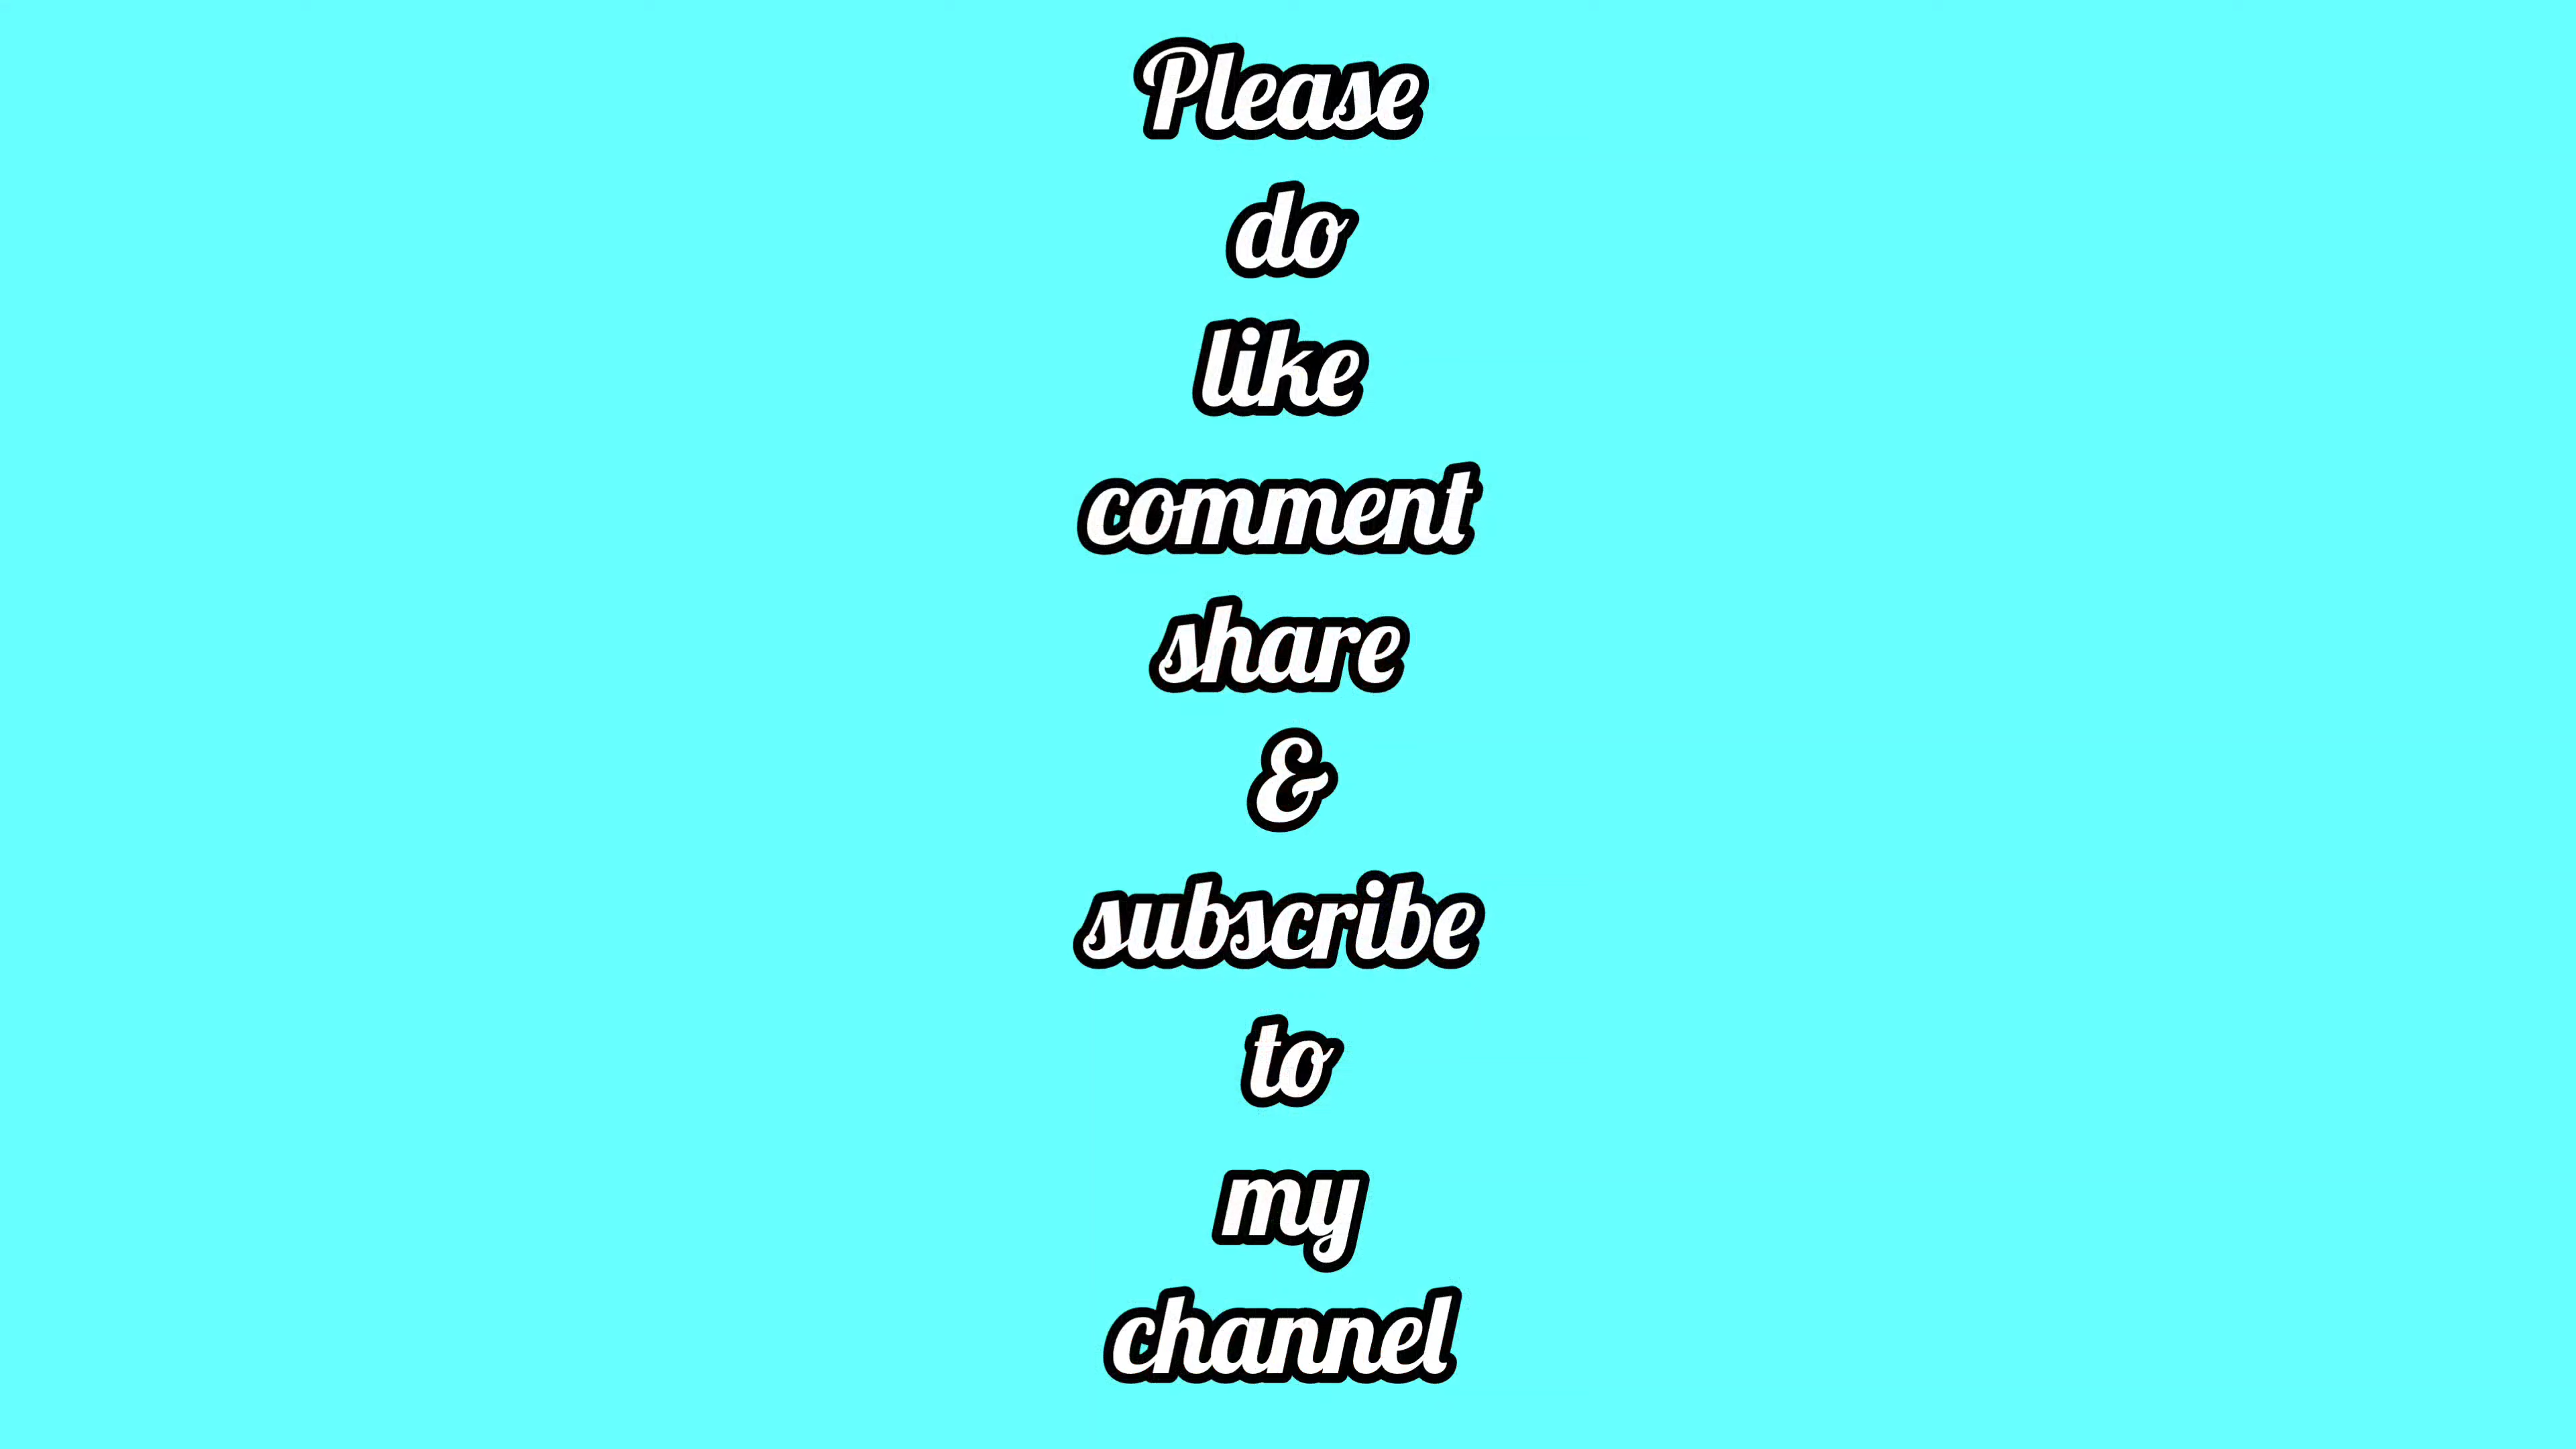 Please
do
like
comment
share
&
subscribe
to
my
channel